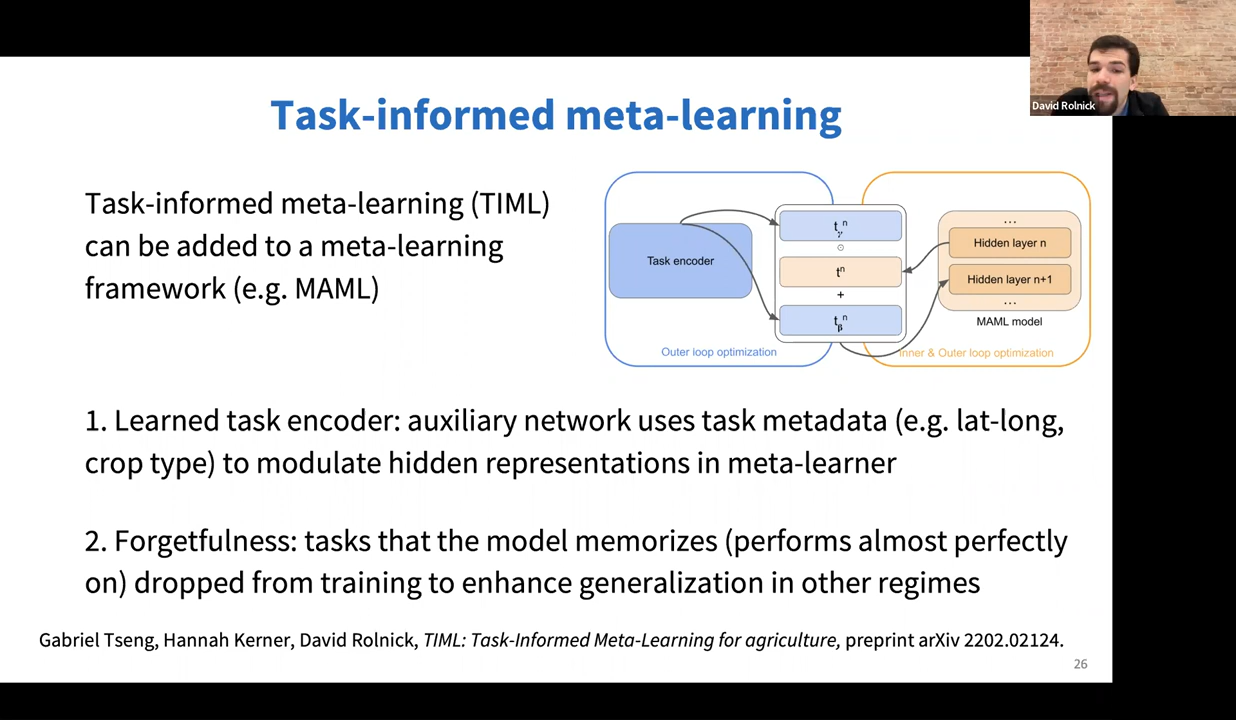 David Rolnick
Task-informed meta-learning
Task-informed meta-learning (TIML)
can be added to a meta-learning
framework (e.g. MAML)
Task encoder
tγⁿ
⊙
tⁿ
+
tβⁿ
...
Hidden layer n
Hidden layer n+1
...
MAML model
Outer loop optimization
Inner & Outer loop optimization
1. Learned task encoder: auxiliary network uses task metadata (e.g. lat-long,
crop type) to modulate hidden representations in meta-learner
2. Forgetfulness: tasks that the model memorizes (performs almost perfectly
on) dropped from training to enhance generalization in other regimes
Gabriel Tseng, Hannah Kerner, David Rolnick, TIML: Task-Informed Meta-Learning for agriculture, preprint arXiv 2202.02124.
26